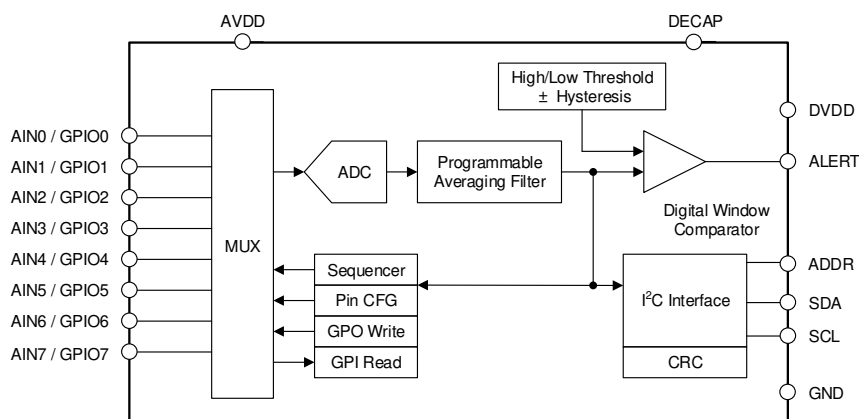 AVDD
DECAP
High/Low Threshold
± Hysteresis
DVDD
AIN0 / GPIO0
AIN1 / GPIO1
AIN2 / GPIO2
AIN3 / GPIO3
AIN4 / GPIO4
AIN5 / GPIO5
AIN6 / GPIO6
AIN7 / GPIO7
MUX
ADC
Programmable
Averaging Filter
ALERT
Digital Window
Comparator
Sequencer
Pin CFG
GPO Write
GPI Read
I²C Interface
CRC
ADDR
SDA
SCL
GND